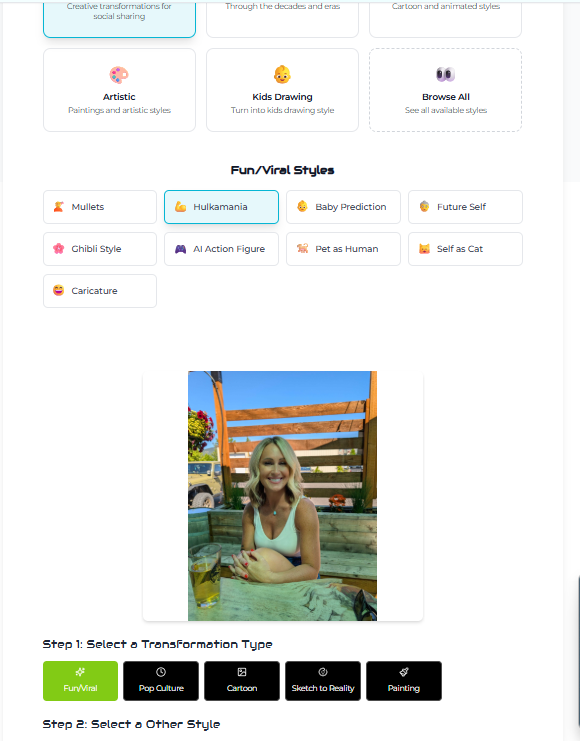 Creative transformations for
social sharing
Through the decades and eras
Cartoon and animated styles
Artistic
Paintings and artistic styles
Kids Drawing
Turn into kids drawing style
Browse All
See all available styles
Fun/Viral Styles
Mullets
Hulkamania
Baby Prediction
Future Self
Ghibli Style
AI Action Figure
Pet as Human
Self as Cat
Caricature
Step 1: Select a Transformation Type
Fun/Viral
Pop Culture
Cartoon
Sketch to Reality
Painting
Step 2: Select a Other Style